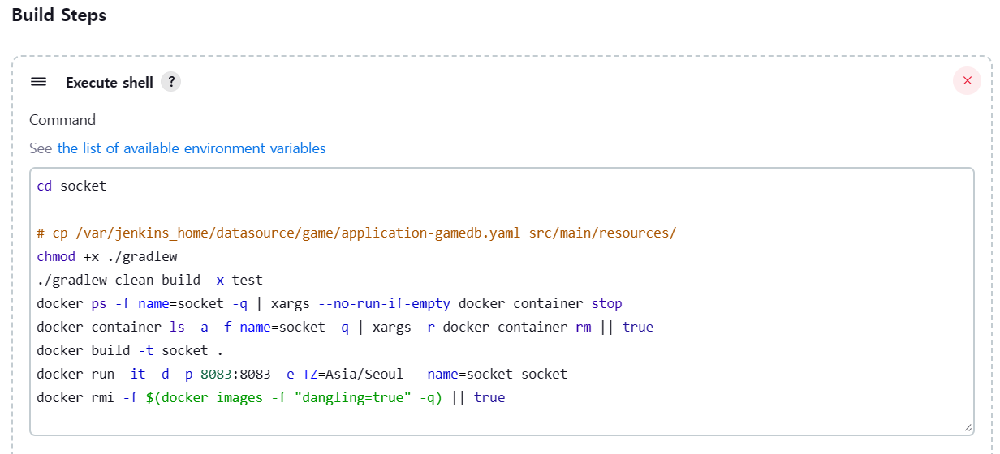 Build Steps
Execute shell ?
Command
See the list of available environment variables
cd socket
# cp /var/jenkins_home/datasource/game/application-gamedb.yaml src/main/resources/
chmod +x ./gradlew
./gradlew clean build -x test
docker ps -f name=socket -q | xargs --no-run-if-empty docker container stop
docker container ls -a -f name=socket -q | xargs -r docker container rm || true
docker build -t socket .
docker run -it -d -p 8083:8083 -e TZ=Asia/Seoul --name=socket socket
docker rmi -f $(docker images -f "dangling=true" -q) || true